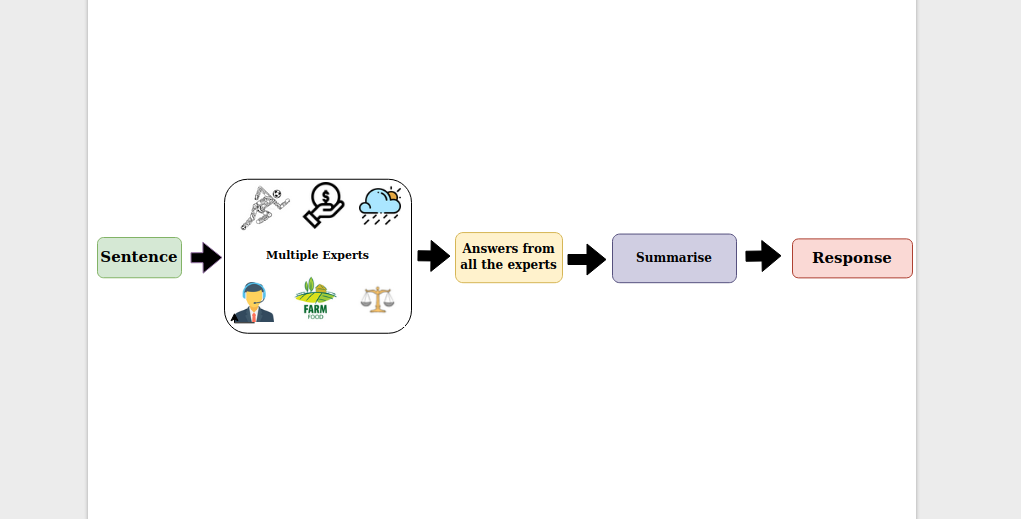 Sentence
$
Multiple Experts
FARM
FOOD
Answers from
all the experts
Summarise
Response